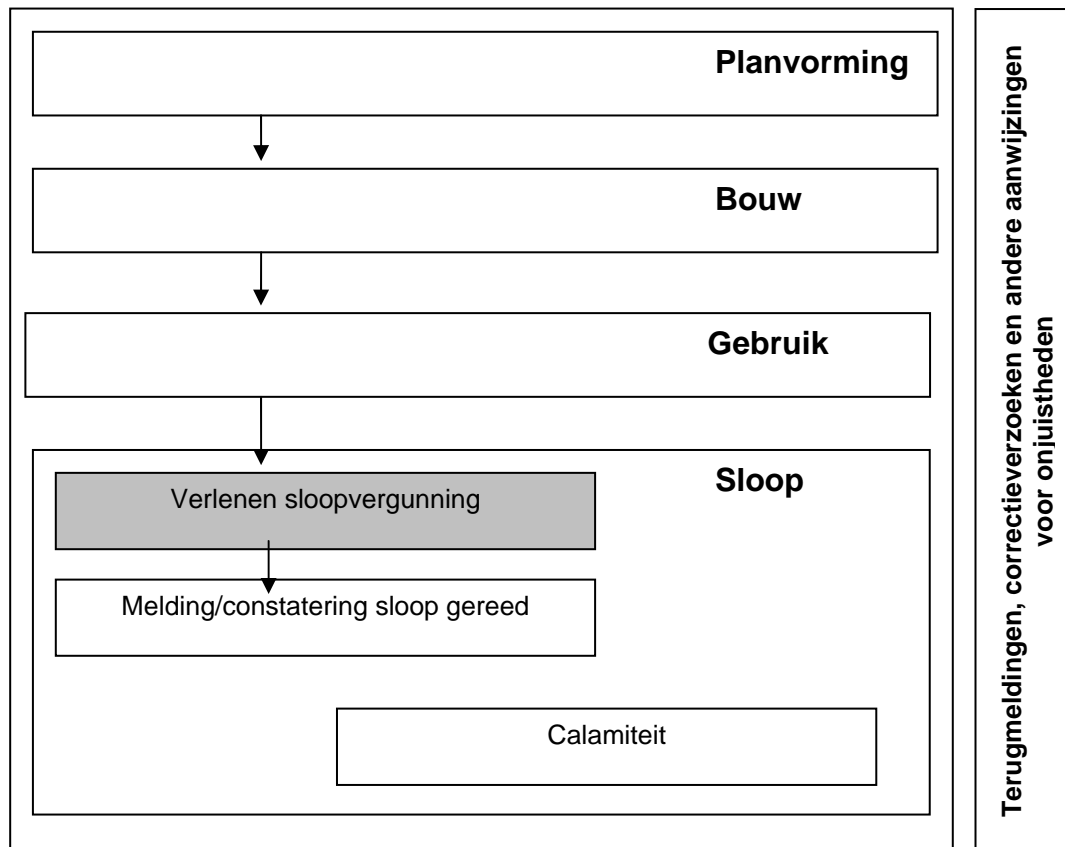 Planvorming
Bouw
Gebruik
Sloop
Verlenen sloopvergunning
Melding/constatering sloop gereed
Calamiteit
Terugmeldingen, correctieverzoeken en andere aanwijzingen
voor onjuistheden